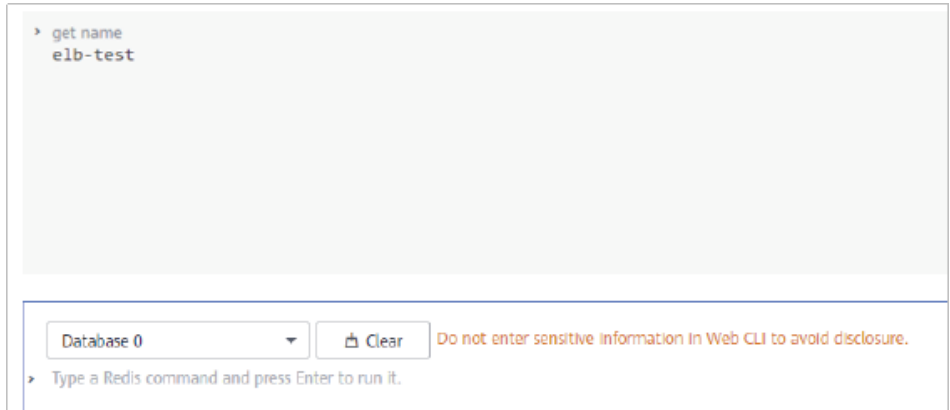 > get name
elb-test
Database 0 Clear Do not enter sensitive information in Web CLI to avoid disclosure.
> Type a Redis command and press Enter to run it.